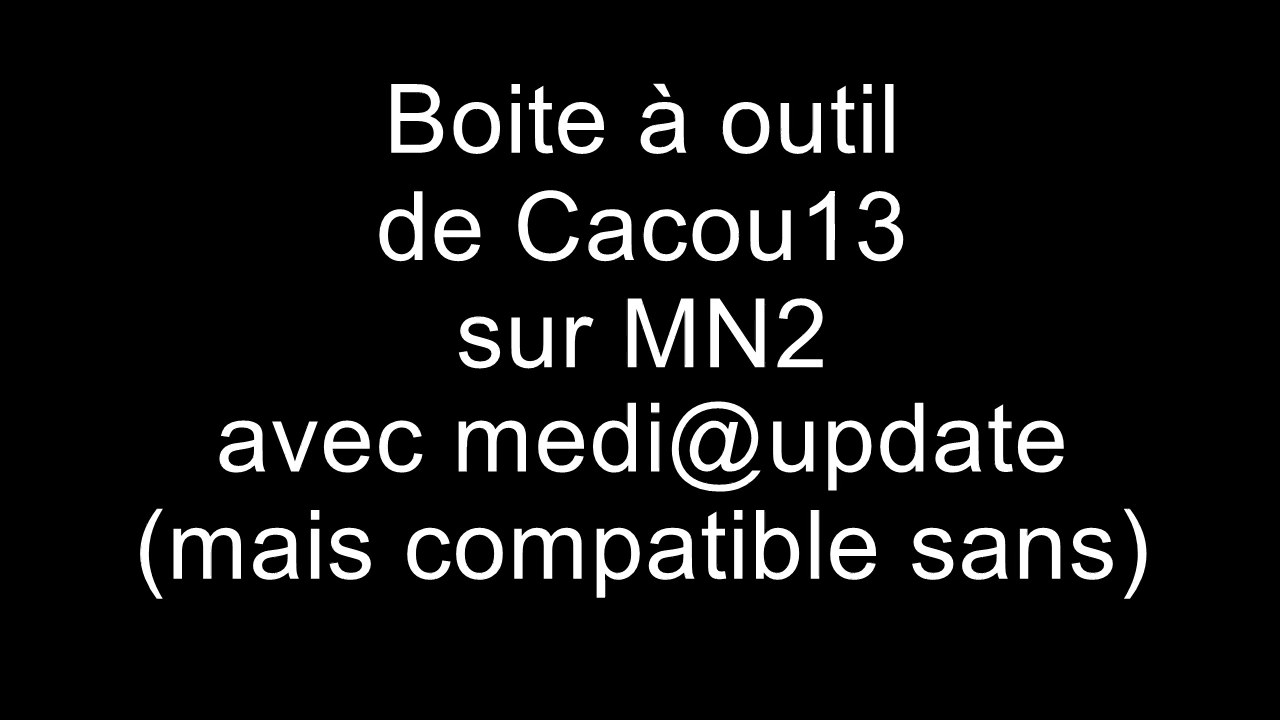 Boite à outil
de Cacou13
sur MN2
avec medi@update
(mais compatible sans)